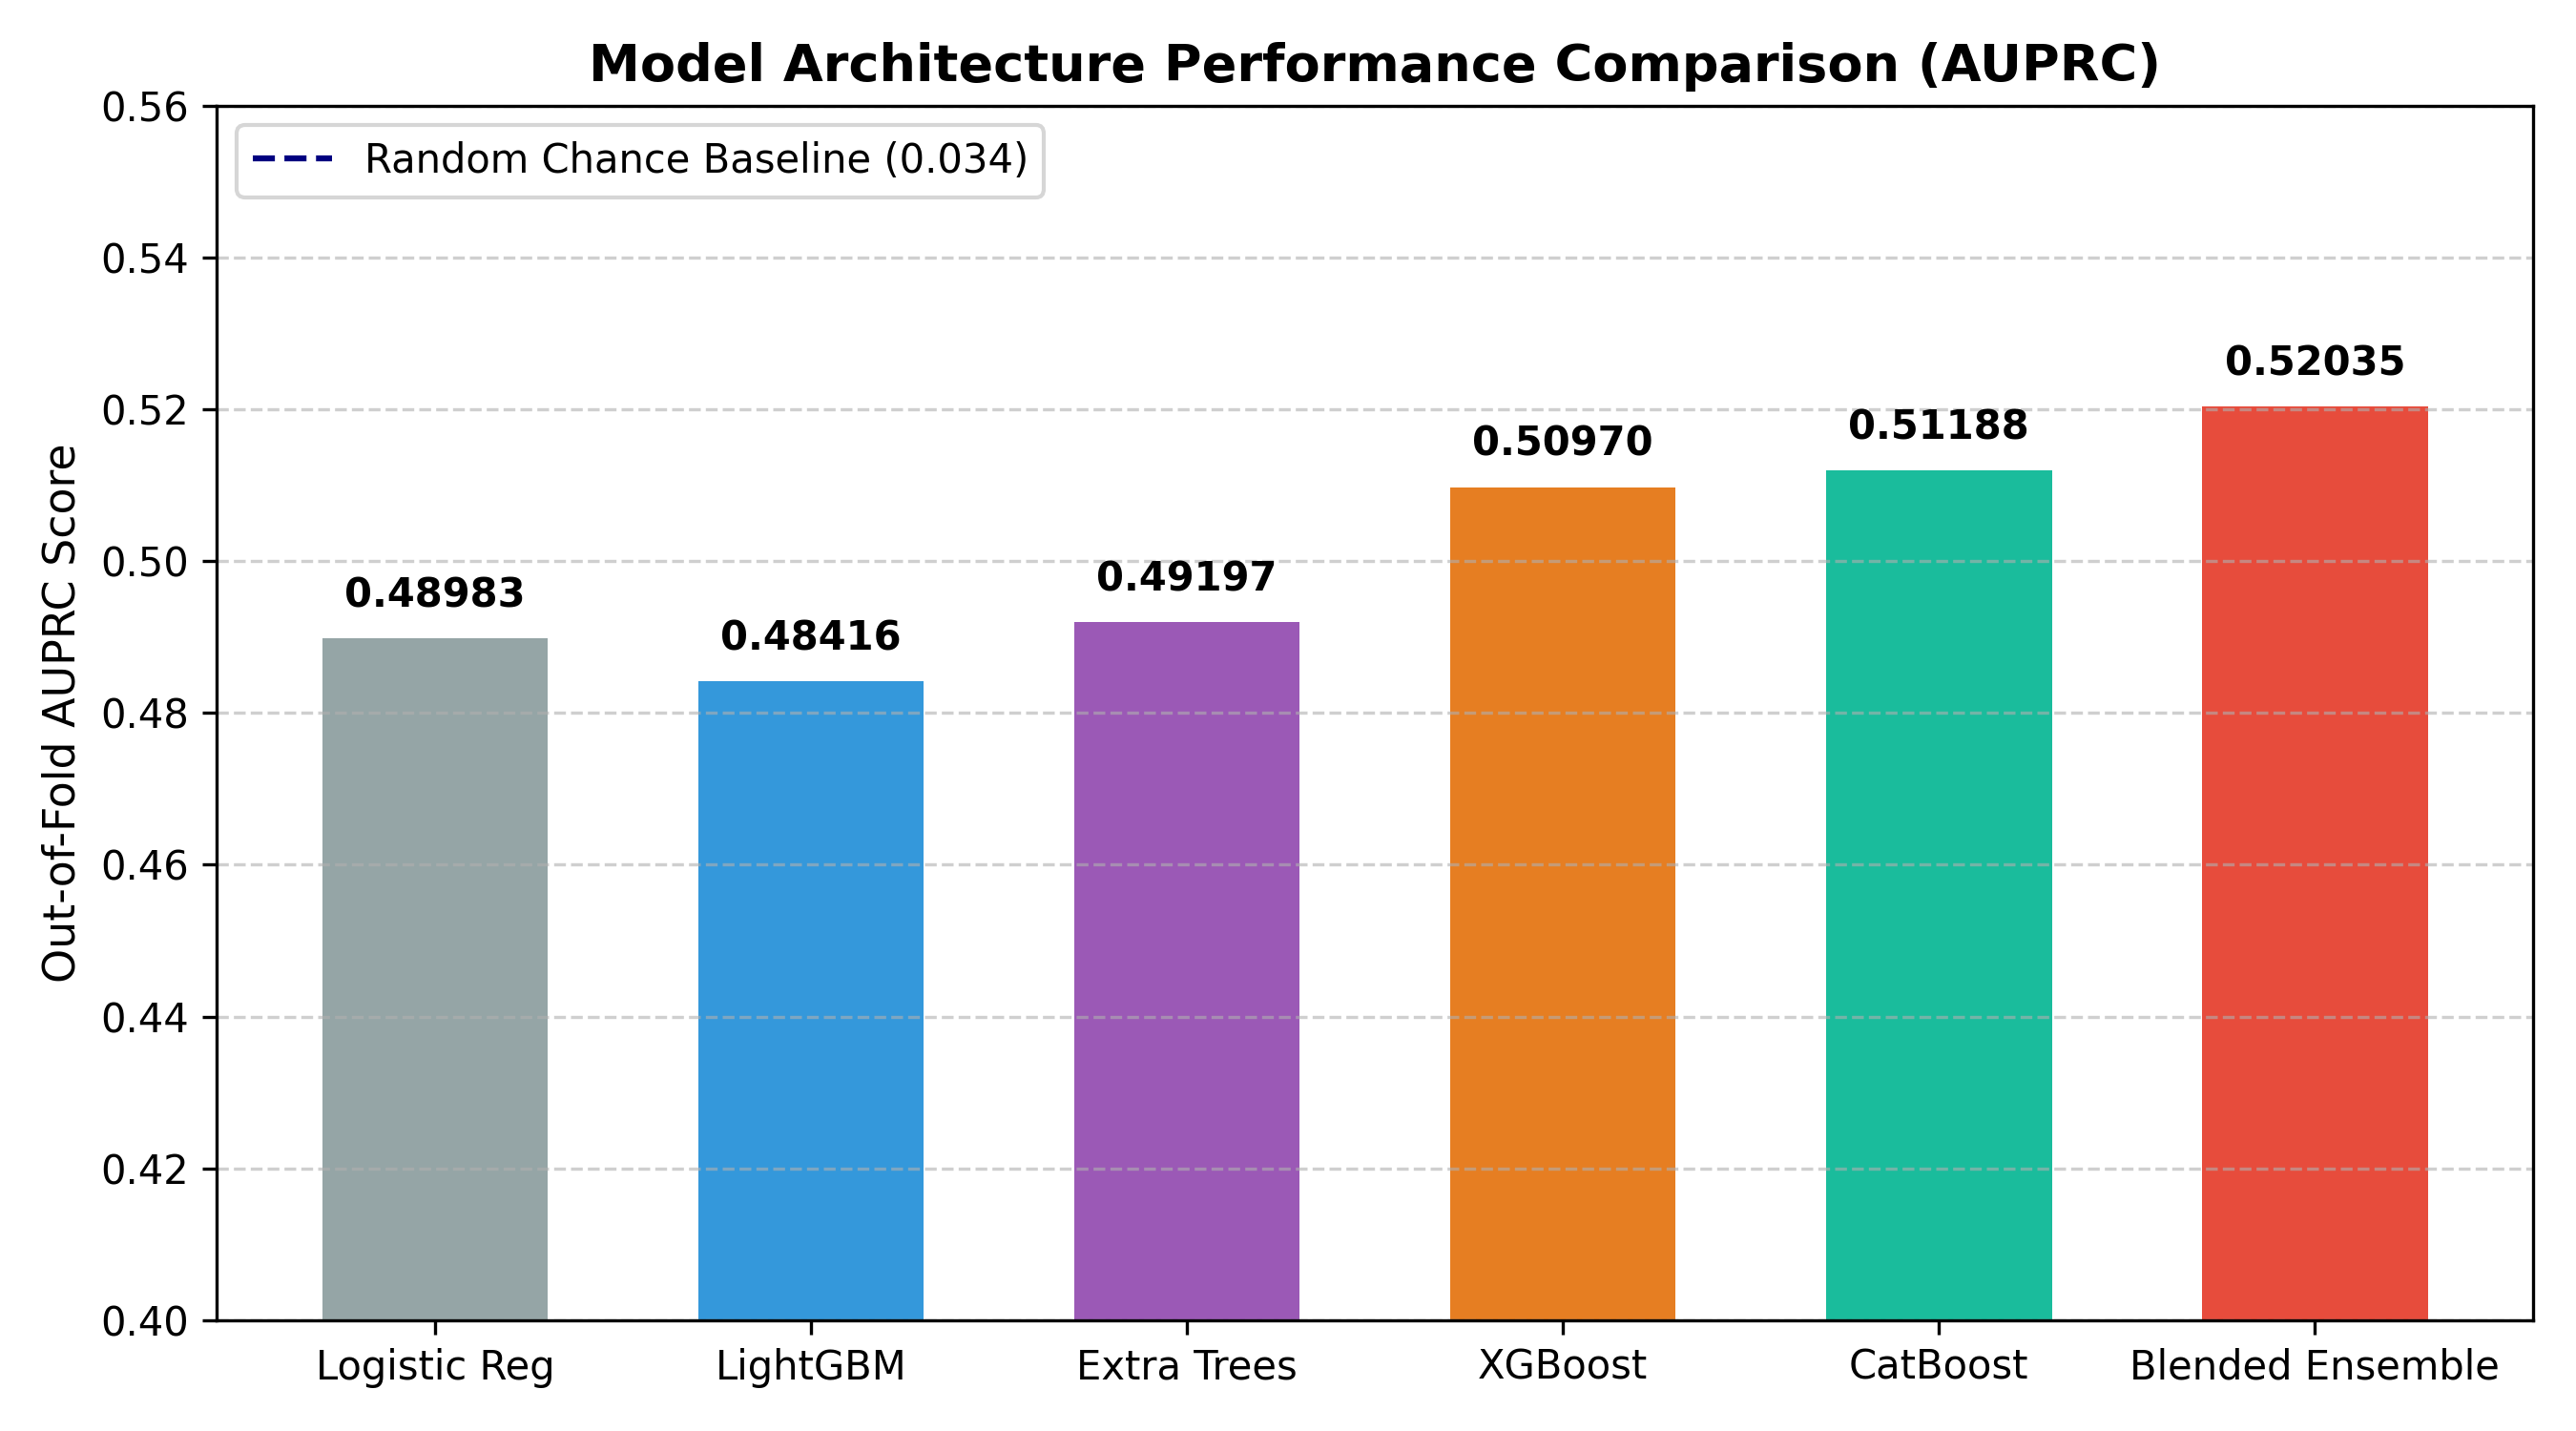 Model Architecture Performance Comparison (AUPRC)
Random Chance Baseline (0.034)
Out-of-Fold AUPRC Score
0.56
0.54
0.52
0.50
0.48
0.46
0.44
0.42
0.40
0.48983
0.48416
0.49197
0.50970
0.51188
0.52035
Logistic Reg
LightGBM
Extra Trees
XGBoost
CatBoost
Blended Ensemble